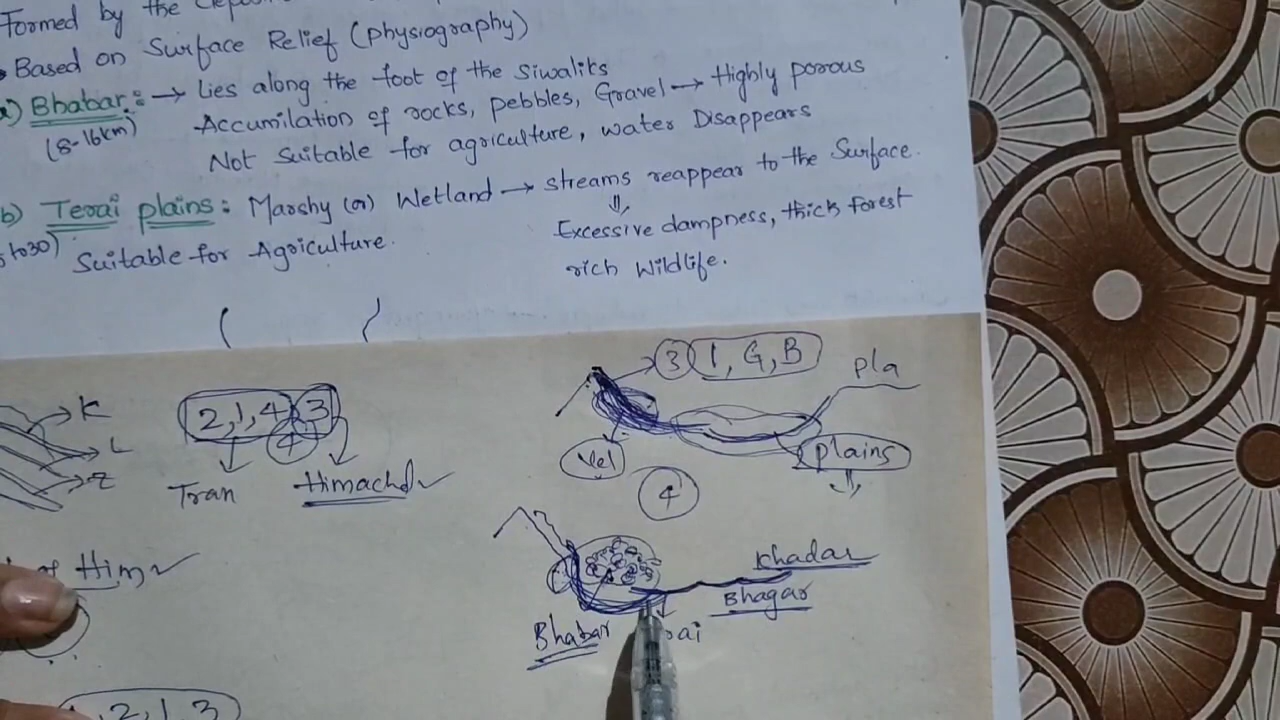 Formed by the
Based on Surface Relief (physiography)
a) Bhabar: → Lies along the foot of the Siwaliks
(8-16km) Accumilation of rocks, pebbles, Gravel → Highly porous
Not Suitable for agriculture, water Disappears
b) Terai plains: Marshy (or) Wetland → streams reappear to the Surface.
to30) Suitable for Agriculture. ⇓
Excessive dampness, thick forest
rich wildlife.
3 1, G, B
pla
K
2, 1, 4, 3
4
L
Z
Vel
plains
Tran Himachal
4
Him
Khadar
Bhagar
Bhabar rai
2, 1, 3